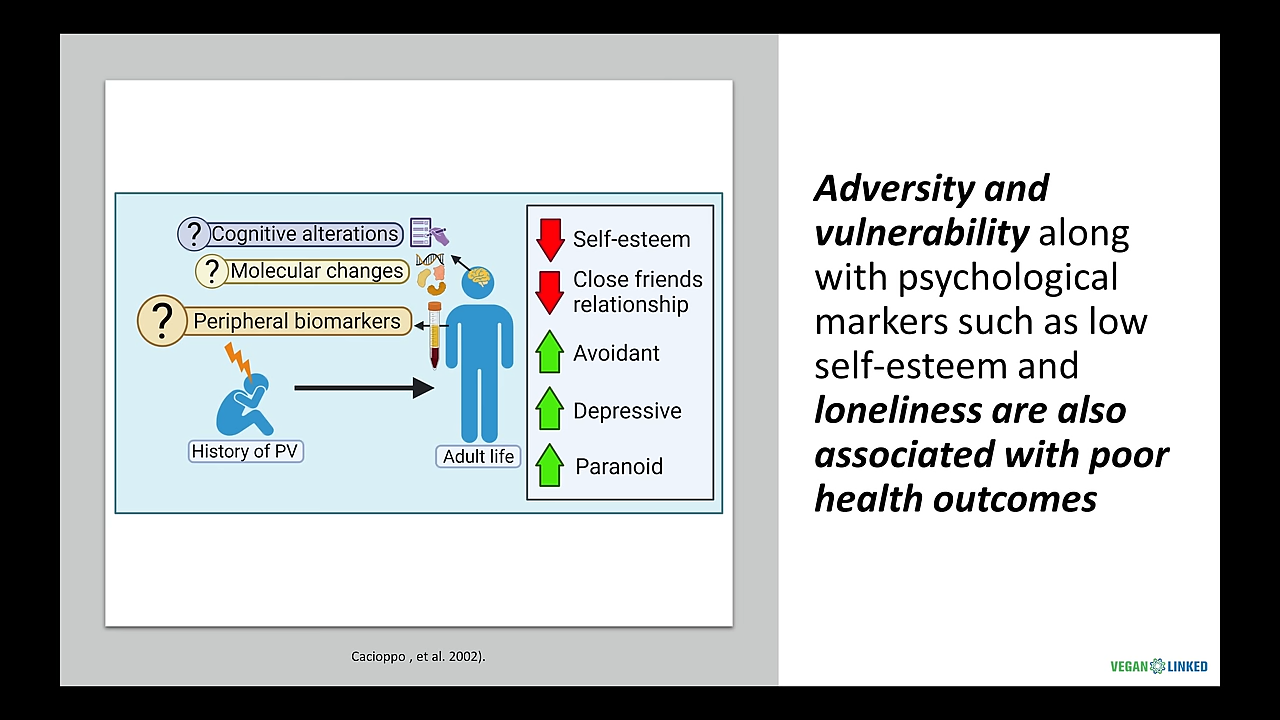 ? Cognitive alterations
? Molecular changes
? Peripheral biomarkers
History of PV
Adult life
Self-esteem
Close friends
relationship
Avoidant
Depressive
Paranoid
Cacioppo , et al. 2002).
Adversity and
vulnerability along
with psychological
markers such as low
self-esteem and
loneliness are also
associated with poor
health outcomes
VEGAN LINKED